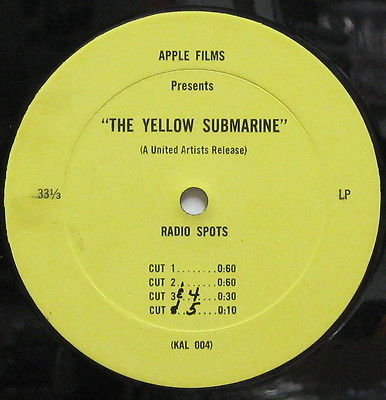 APPLE FILMS
Presents
"THE YELLOW SUBMARINE"
(A United Artists Release)
33⅓ LP
RADIO SPOTS
CUT 1........0:60
CUT 2........0:60
CUT 3 & 4....0:30
CUT 5....0:10
(KAL 004)